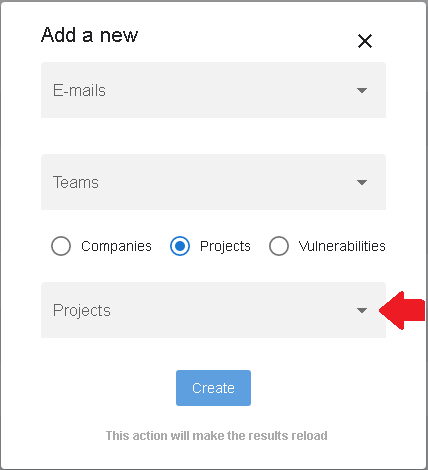 Add a new
E-mails
Teams
Companies Projects Vulnerabilities
Projects
Create
This action will make the results reload